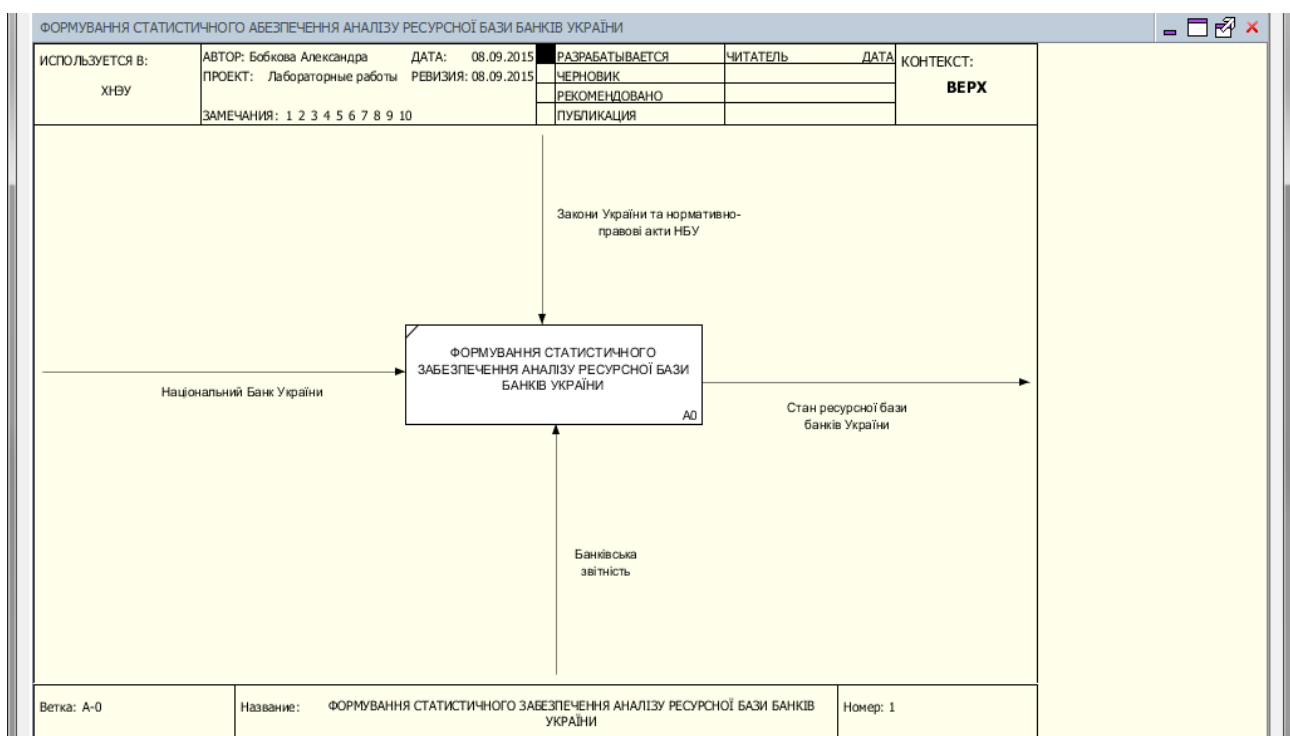 ФОРМУВАННЯ СТАТИСТИЧНОГО АБЕЗПЕЧЕННЯ АНАЛІЗУ РЕСУРСНОЇ БАЗИ БАНКІВ УКРАЇНИ
ИСПОЛЬЗУЕТСЯ В:
ХНЭУ
АВТОР: Бобкова Александра ДАТА: 08.09.2015
ПРОЕКТ: Лабораторные работы РЕВИЗИЯ: 08.09.2015
ЗАМЕЧАНИЯ: 1 2 3 4 5 6 7 8 9 10
РАЗРАБАТЫВАЕТСЯ
ЧЕРНОВИК
РЕКОМЕНДОВАНО
ПУБЛИКАЦИЯ
ЧИТАТЕЛЬ ДАТА
КОНТЕКСТ:
ВЕРХ
Закони України та нормативно-
правові акти НБУ
ФОРМУВАННЯ СТАТИСТИЧНОГО
ЗАБЕЗПЕЧЕННЯ АНАЛІЗУ РЕСУРСНОЇ БАЗИ
БАНКІВ УКРАЇНИ
A0
Національний Банк України
Стан ресурсної бази
банків України
Банківська
звітність
Ветка: A-0
Название: ФОРМУВАННЯ СТАТИСТИЧНОГО ЗАБЕЗПЕЧЕННЯ АНАЛІЗУ РЕСУРСНОЇ БАЗИ БАНКІВ
УКРАЇНИ
Номер: 1